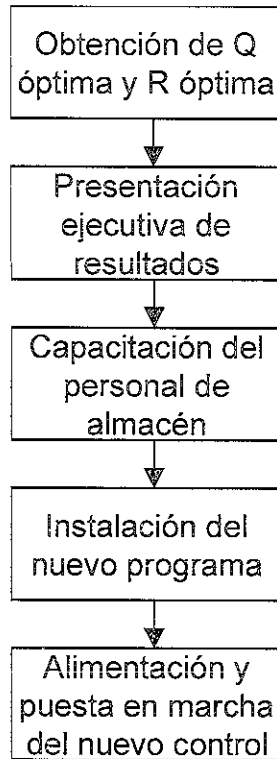 Obtención de Q
óptima y R óptima
Presentación
ejecutiva de
resultados
Capacitación del
personal de
almacén
Instalación del
nuevo programa
Alimentación y
puesta en marcha
del nuevo control